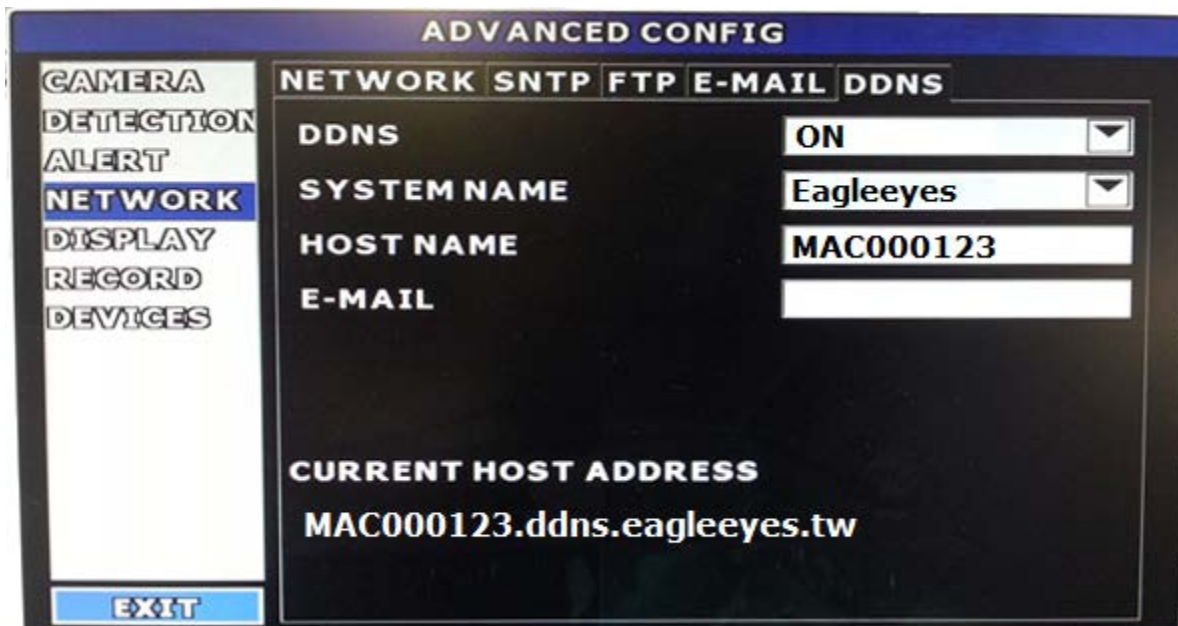 ADVANCED CONFIG
CAMERA
DETECTION
ALERT
NETWORK
DISPLAY
RECORD
DEVICES
EXIT
NETWORK SNTP FTP E-MAIL DDNS
DDNS ON
SYSTEM NAME Eagleeyes
HOST NAME MAC000123
E-MAIL
CURRENT HOST ADDRESS
MAC000123.ddns.eagleeyes.tw